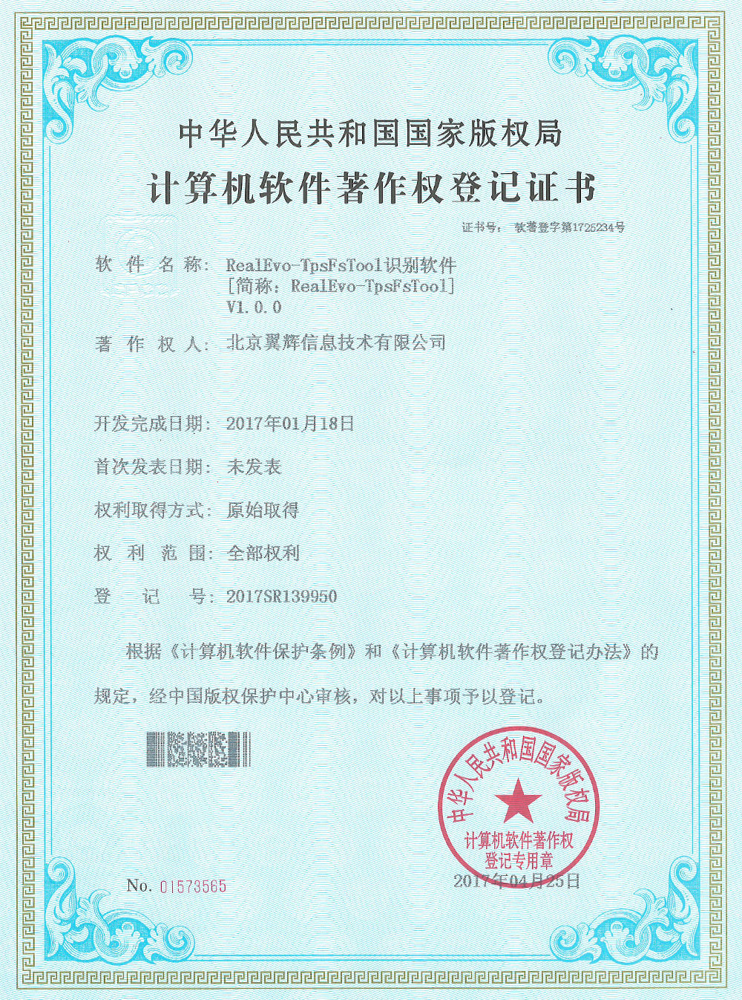 中华人民共和国国家版权局
计算机软件著作权登记证书
证书号： 软著登字第1725234号
软件名称： RealEvo-TpsFsTool识别软件
[简称：RealEvo-TpsFsTool]
V1.0.0
著作权人： 北京翼辉信息技术有限公司
开发完成日期： 2017年01月18日
首次发表日期： 未发表
权利取得方式： 原始取得
权利范围： 全部权利
登记号： 2017SR139950
根据《计算机软件保护条例》和《计算机软件著作权登记办法》的
规定，经中国版权保护中心审核，对以上事项予以登记。
中华人民共和国国家版权局
计算机软件著作权
登记专用章
2017年04月25日
No. 01573565